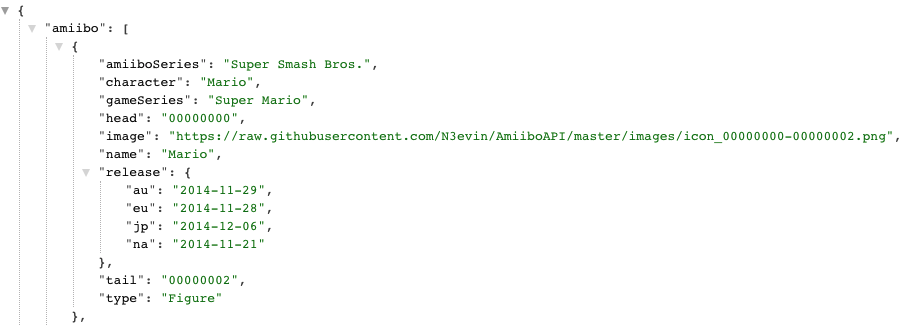 {
"amiibo": [
{
"amiiboSeries": "Super Smash Bros.",
"character": "Mario",
"gameSeries": "Super Mario",
"head": "00000000",
"image": "https://raw.githubusercontent.com/N3evin/AmiiboAPI/master/images/icon_00000000-00000002.png",
"name": "Mario",
"release": {
"au": "2014-11-29",
"eu": "2014-11-28",
"jp": "2014-12-06",
"na": "2014-11-21"
},
"tail": "00000002",
"type": "Figure"
},